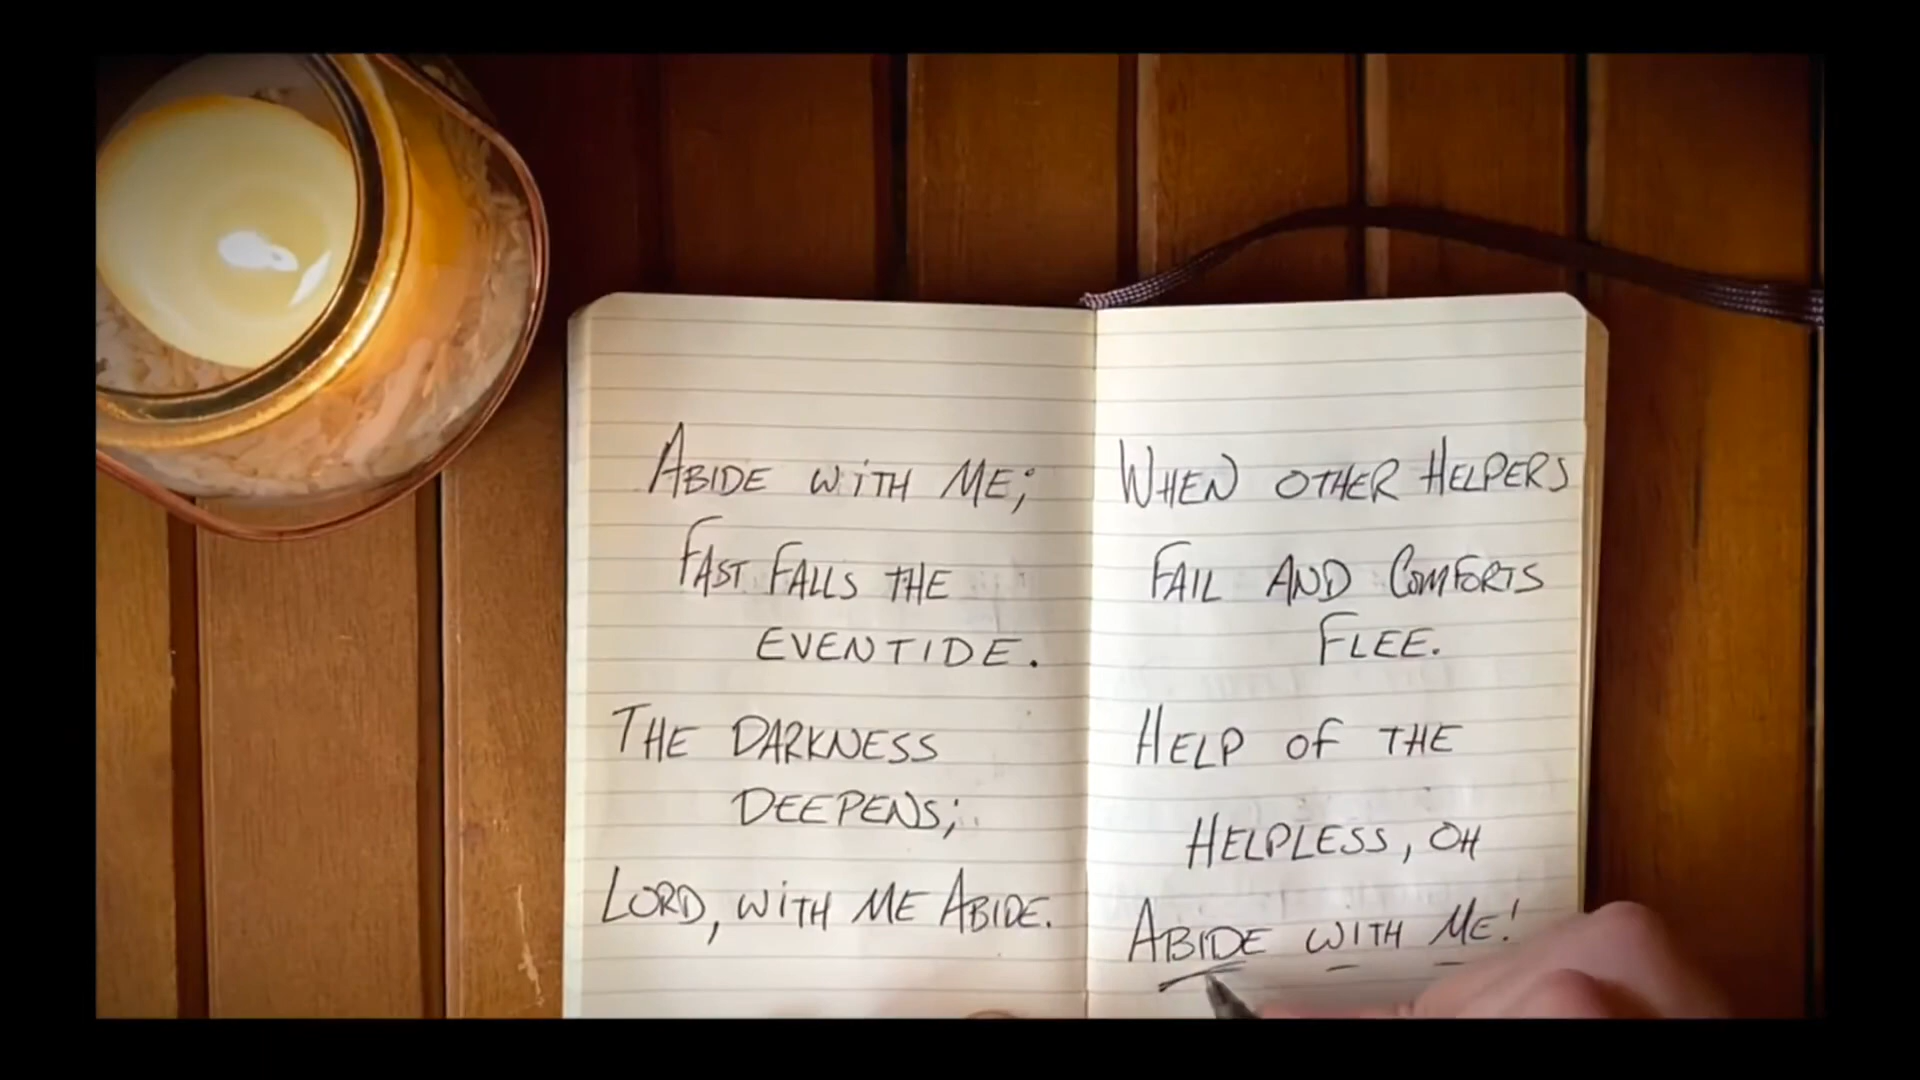 Abide with me;
Fast falls the
eventide.
The darkness
deepens;
Lord, with me abide.
When other helpers
fail and comforts
flee.
Help of the
helpless, oh
abide with me!